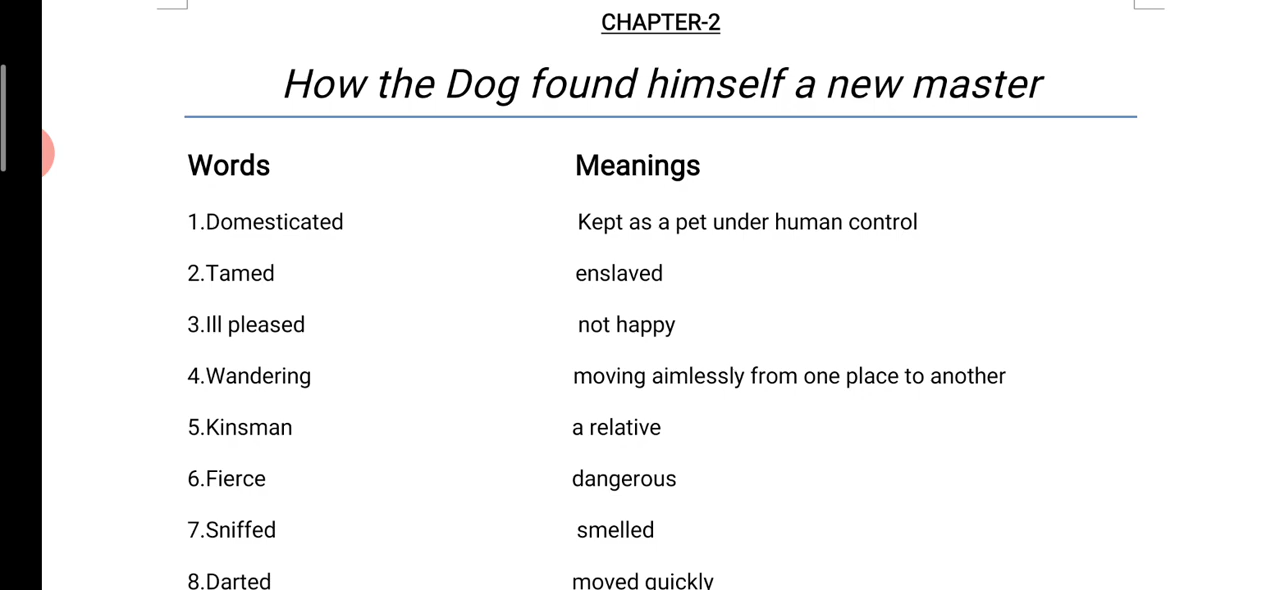 CHAPTER-2
How the Dog found himself a new master
Words Meanings
1.Domesticated Kept as a pet under human control
2.Tamed enslaved
3.Ill pleased not happy
4.Wandering moving aimlessly from one place to another
5.Kinsman a relative
6.Fierce dangerous
7.Sniffed smelled
8.Darted moved quickly